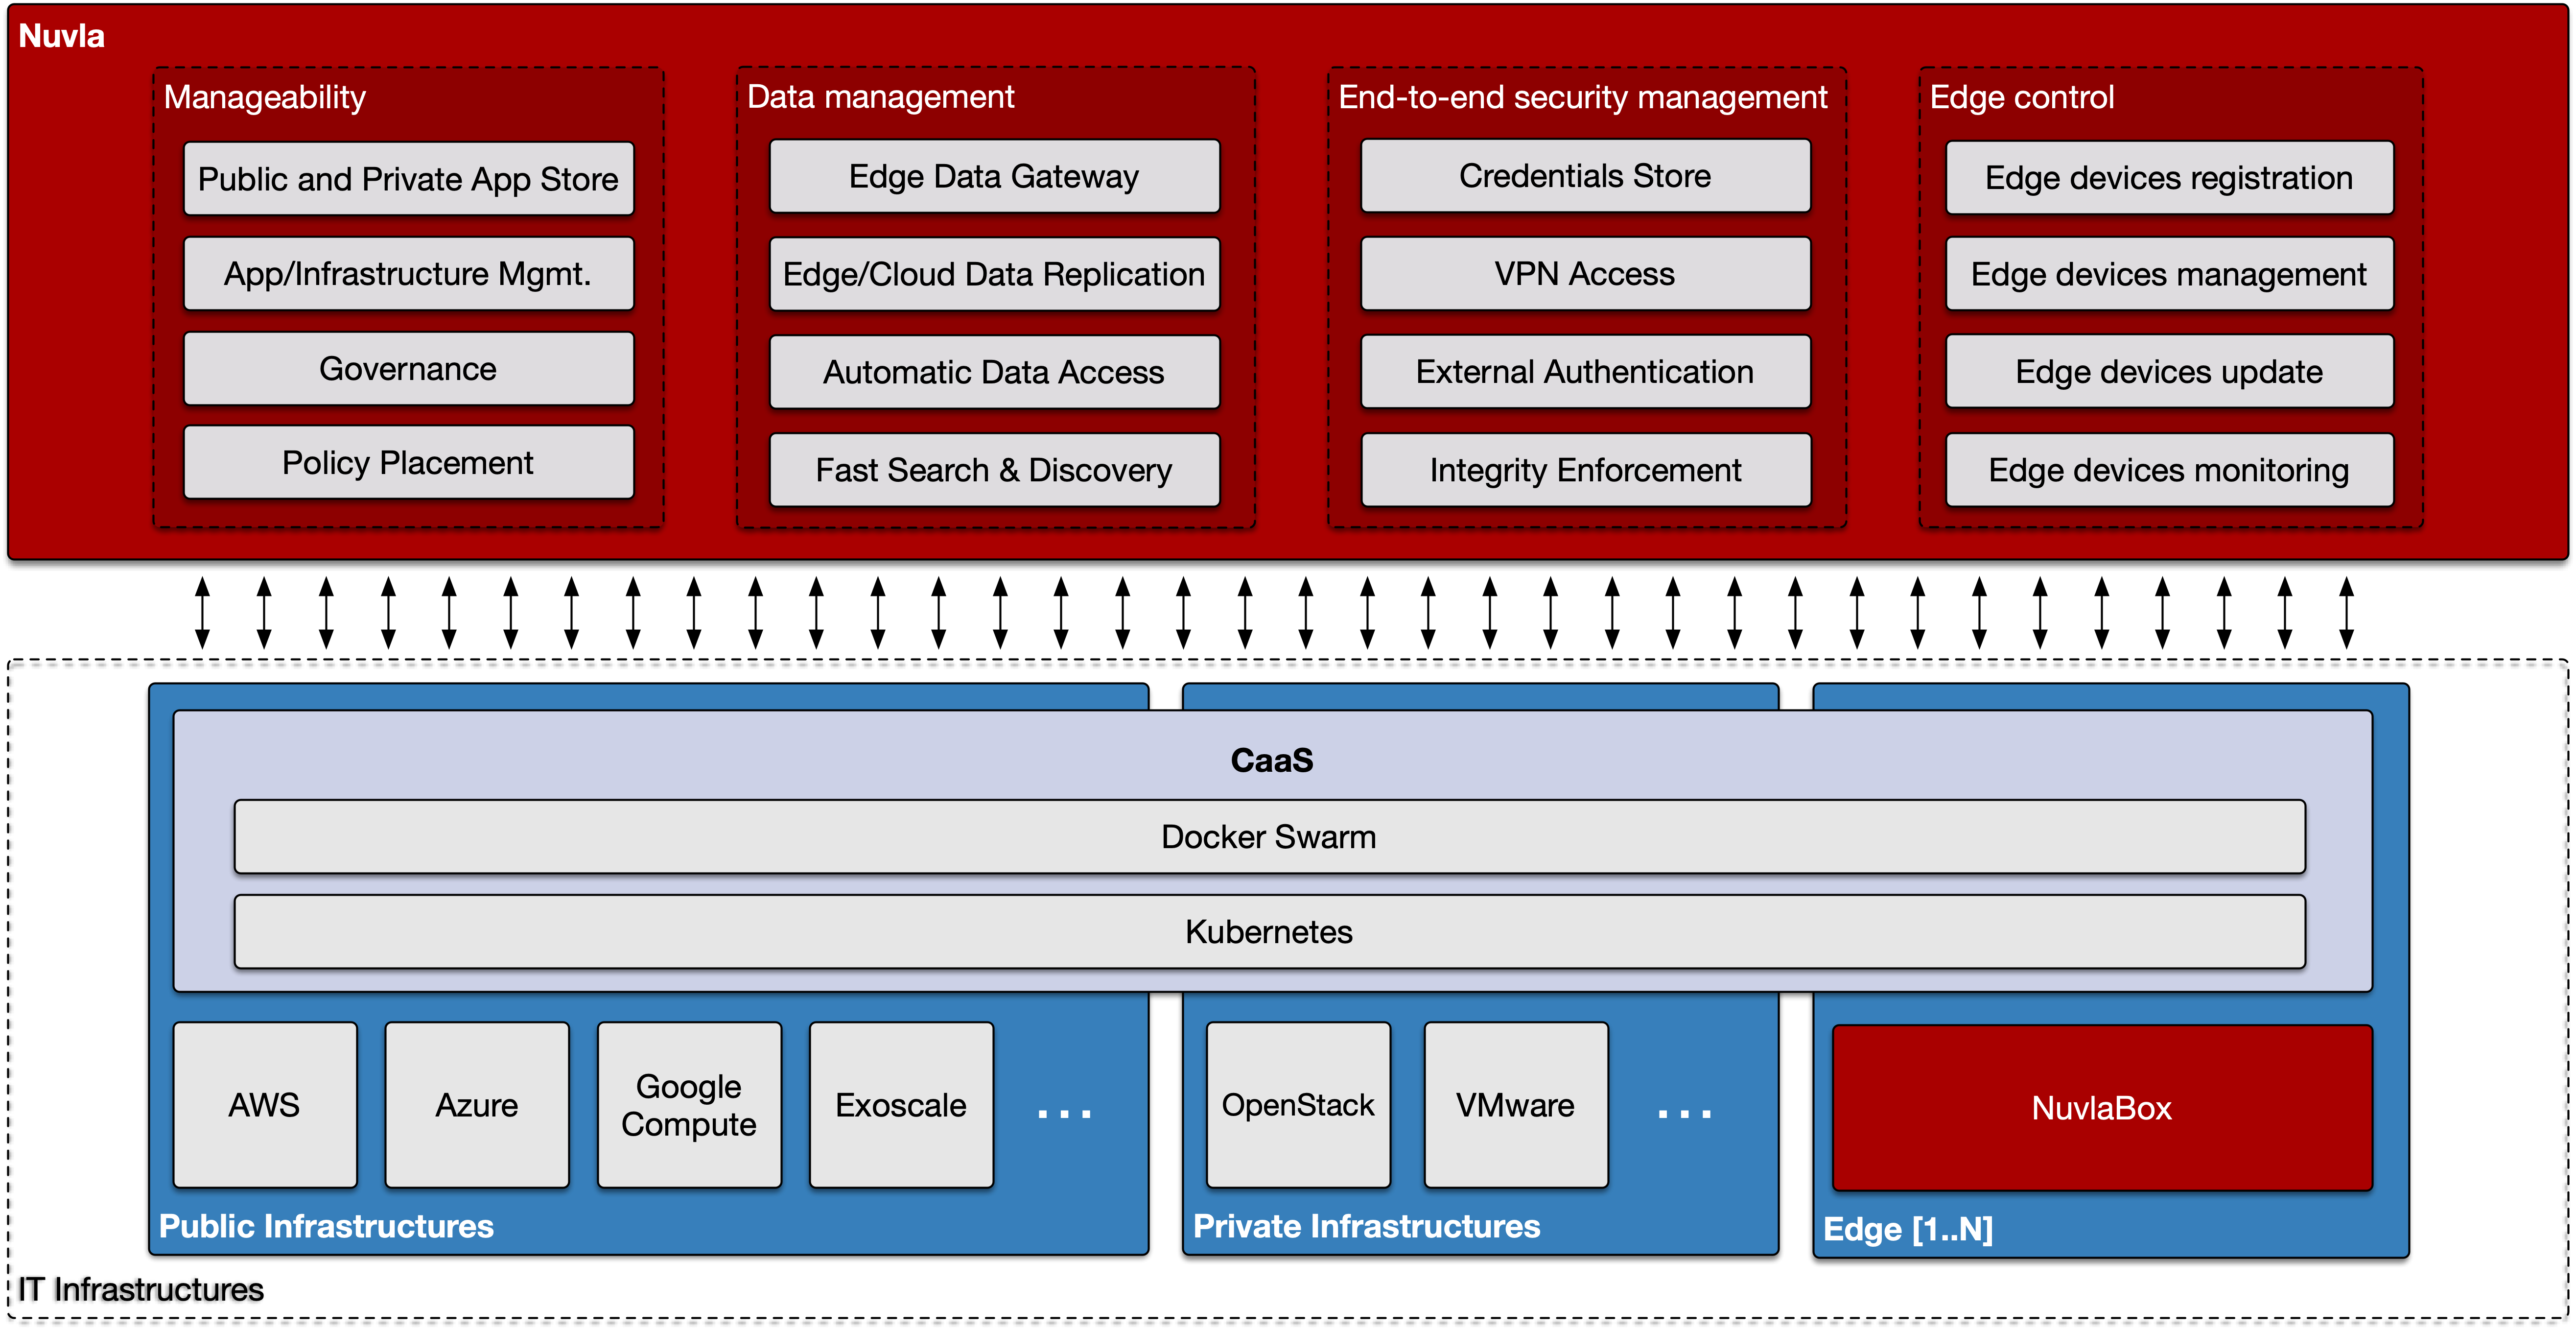 Nuvla
Manageability
Public and Private App Store
App/Infrastructure Mgmt.
Governance
Policy Placement
Data management
Edge Data Gateway
Edge/Cloud Data Replication
Automatic Data Access
Fast Search & Discovery
End-to-end security management
Credentials Store
VPN Access
External Authentication
Integrity Enforcement
Edge control
Edge devices registration
Edge devices management
Edge devices update
Edge devices monitoring
CaaS
Docker Swarm
Kubernetes
AWS
Azure
Google
Compute
Exoscale
...
Public Infrastructures
OpenStack
VMware
...
Private Infrastructures
NuvlaBox
Edge [1..N]
IT Infrastructures